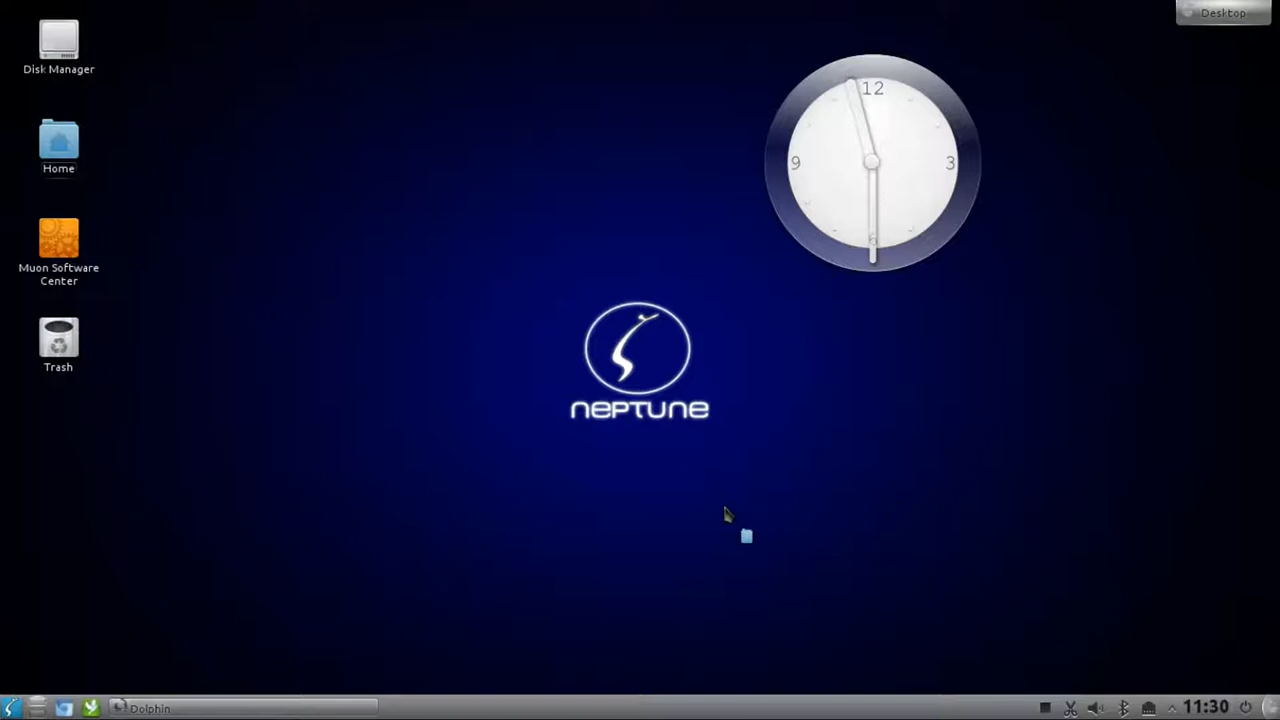 Desktop
Disk Manager
12
Home
9
3
6
Muon Software
Center
Trash
NEPTUNE
Dolphin
11:30